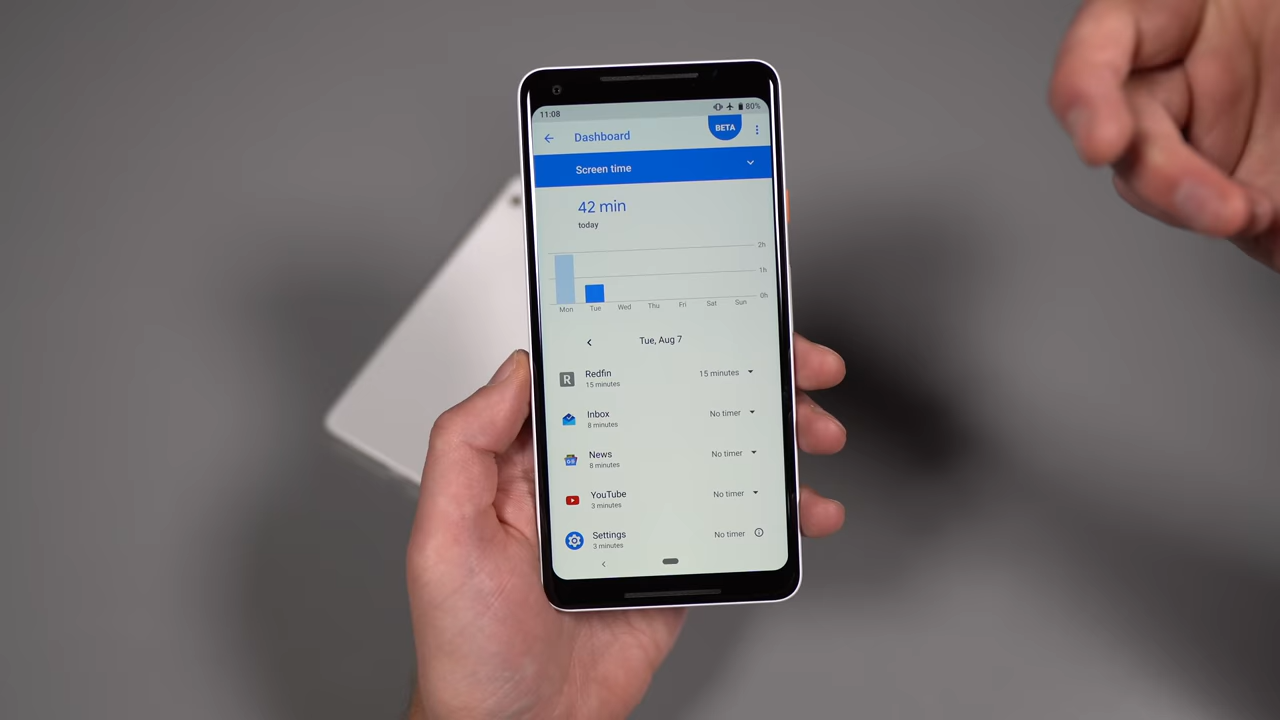 11:08 80%
Dashboard BETA
Screen time
42 min
today
2h
1h
0h
Mon Tue Wed Thu Fri Sat Sun
Tue, Aug 7
R Redfin 15 minutes
15 minutes
Inbox No timer
8 minutes
News No timer
8 minutes
YouTube No timer
3 minutes
Settings No timer
3 minutes